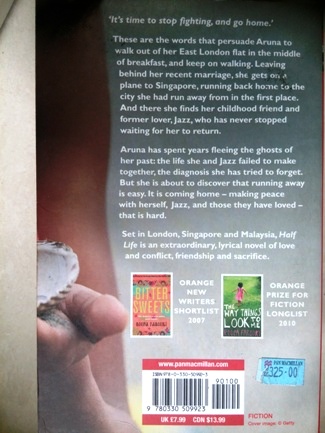 'It's time to stop fighting, and go home.'
These are the words that persuade Aruna to
walk out of her East London flat in the middle
of breakfast, and keep on walking. Leaving
behind her recent marriage, she gets on a
plane to Singapore, running back home to the
city she had run away from in the first place.
And there she finds her childhood friend and
former lover, Jazz, who has never stopped
waiting for her to return.
Aruna has spent years fleeing the ghosts of
her past: the life she and Jazz failed to make
together, the diagnosis she has tried to forget.
But she is about to discover that running away
is easy. It is coming home – making peace
with herself, Jazz, and those they have loved –
that is hard.
Set in London, Singapore and Malaysia, Half
Life is an extraordinary, lyrical novel of love
and conflict, friendship and sacrifice.
BITTER
SWEETS
ROOPA FAROOKI
ORANGE
NEW
WRITERS
SHORTLIST
2007
THE WAY THINGS
LOOK TO ME
ROOPA FAROOKI
ORANGE
PRIZE FOR
FICTION
LONGLIST
2010
www.panmacmillan.com
PAN MACMILLAN
325.00
ISBN 978-0-330-50992-3
90100
9 780330 509923
UK £7.99 CDN $13.99
FICTION
Cover image: © Getty